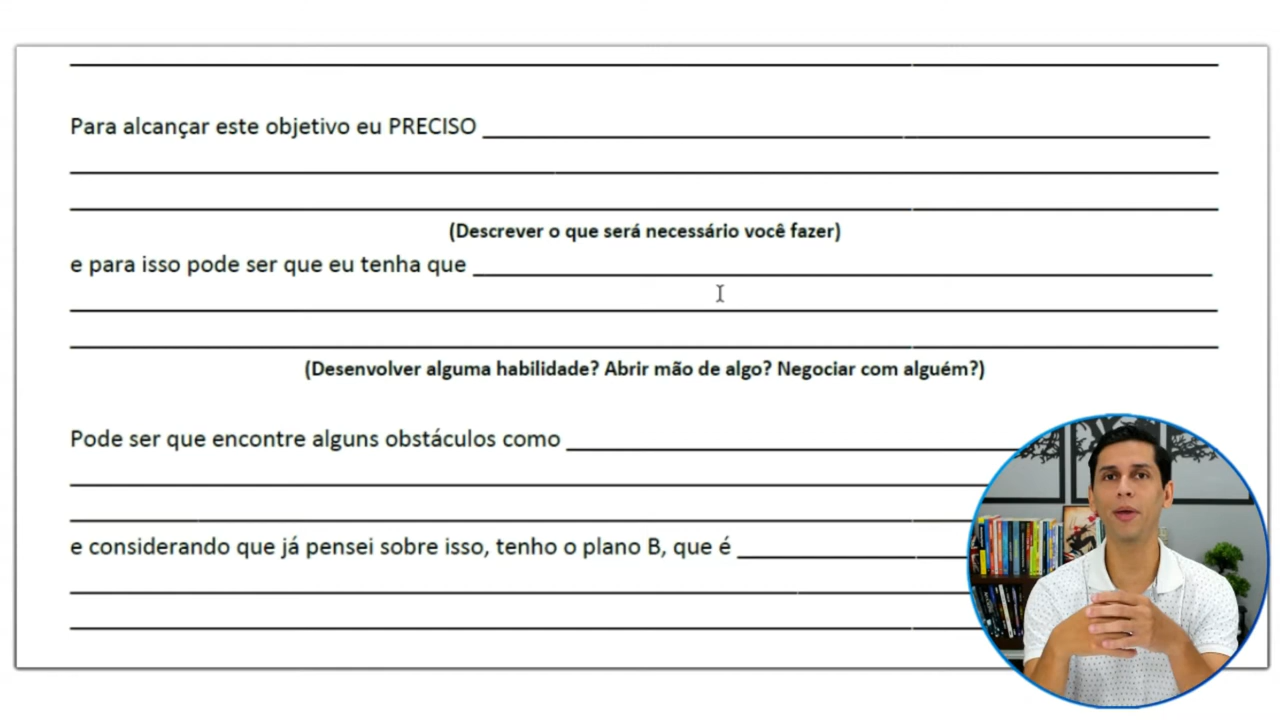 Para alcançar este objetivo eu PRECISO
(Descrever o que será necessário você fazer)
e para isso pode ser que eu tenha que
(Desenvolver alguma habilidade? Abrir mão de algo? Negociar com alguém?)
Pode ser que encontre alguns obstáculos como
e considerando que já pensei sobre isso, tenho o plano B, que é